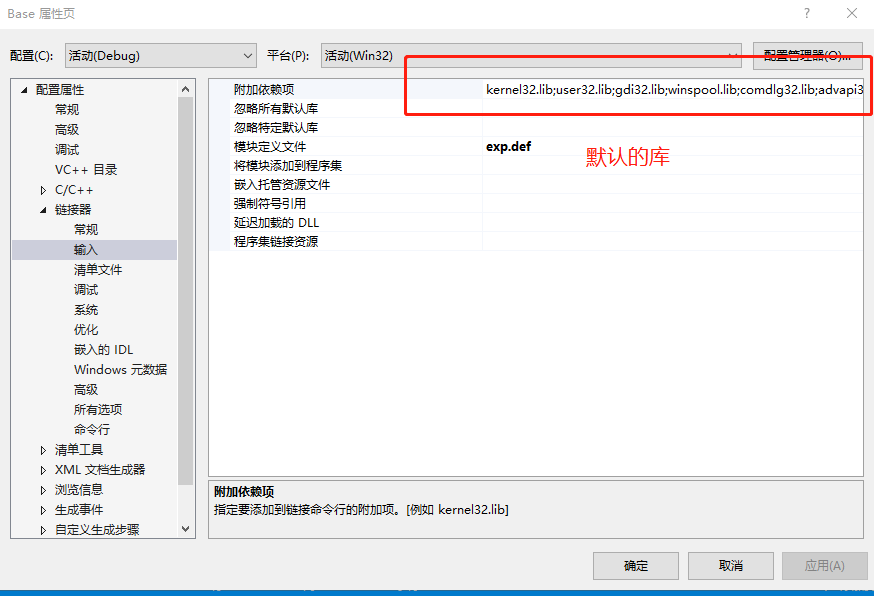 Base 属性页
配置(C):
活动(Debug)
平台(P):
活动(Win32)
配置管理器(O)...
配置属性
常规
高级
调试
VC++ 目录
C/C++
链接器
常规
输入
清单文件
调试
系统
优化
嵌入的 IDL
Windows 元数据
高级
所有选项
命令行
清单工具
XML 文档生成器
浏览信息
生成事件
自定义生成步骤
附加依赖项 kernel32.lib;user32.lib;gdi32.lib;winspool.lib;comdlg32.lib;advapi3
忽略所有默认库
忽略特定默认库
模块定义文件 exp.def
将模块添加到程序集
嵌入托管资源文件
强制符号引用
延迟加载的 DLL
程序集链接资源
默认的库
附加依赖项
指定要添加到链接命令行的附加项。[例如 kernel32.lib]
确定
取消
应用(A)